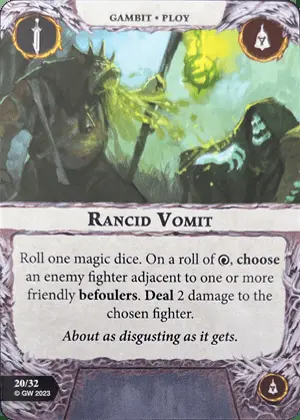 GAMBIT • PLOY
RANCID VOMIT
Roll one magic dice. On a roll of , choose
an enemy fighter adjacent to one or more
friendly befoulers. Deal 2 damage to the
chosen fighter.
About as disgusting as it gets.
20/32
© GW 2023